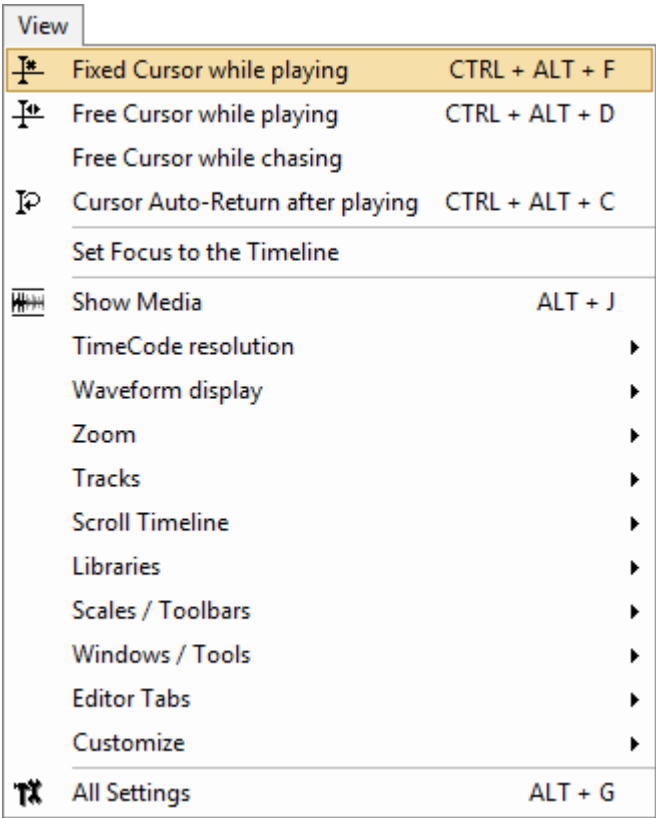 View
Fixed Cursor while playing CTRL + ALT + F
Free Cursor while playing CTRL + ALT + D
Free Cursor while chasing
Cursor Auto-Return after playing CTRL + ALT + C
Set Focus to the Timeline
Show Media ALT + J
TimeCode resolution
Waveform display
Zoom
Tracks
Scroll Timeline
Libraries
Scales / Toolbars
Windows / Tools
Editor Tabs
Customize
All Settings ALT + G